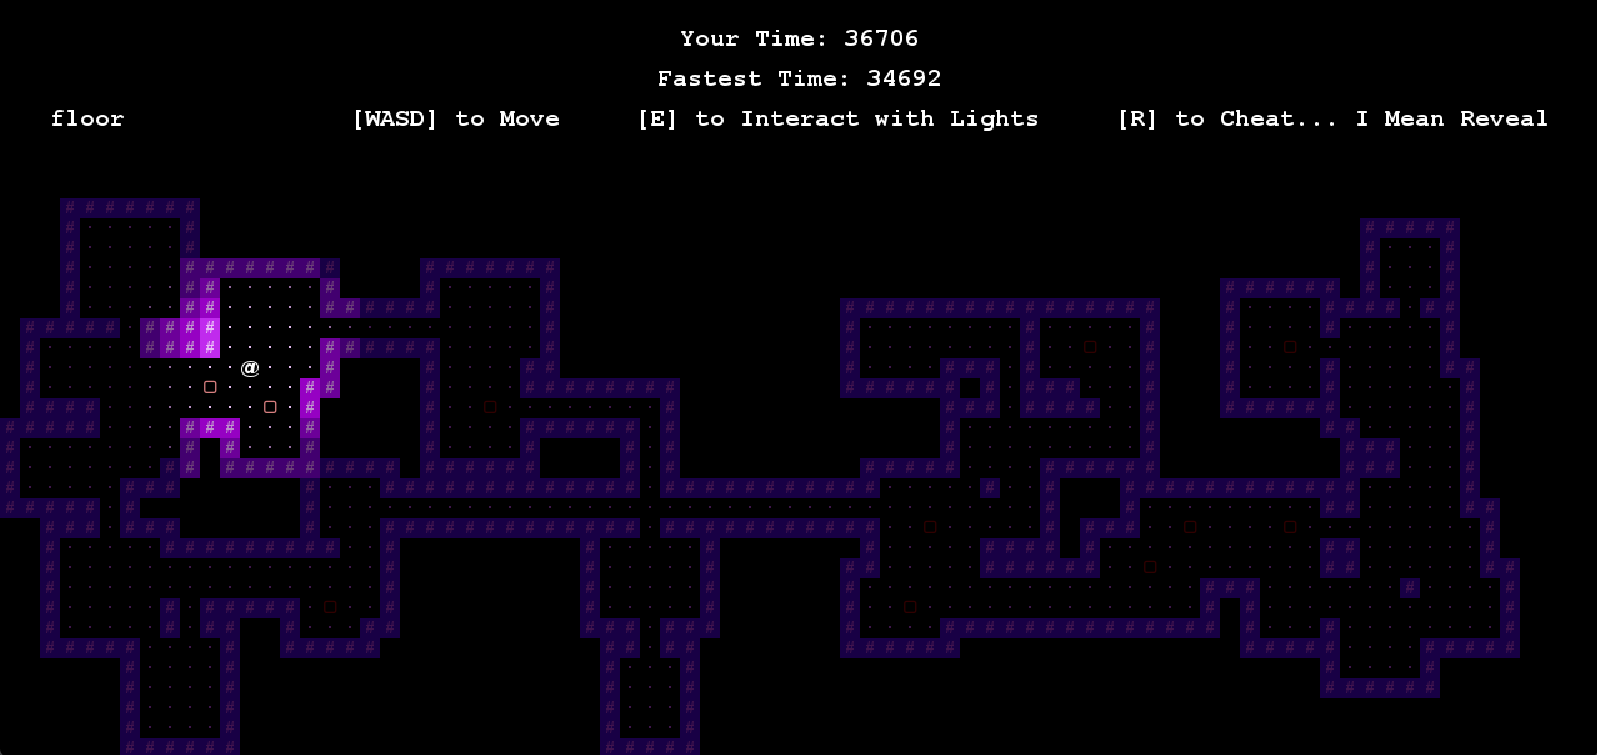 Your Time: 36706
Fastest Time: 34692
floor [WASD] to Move [E] to Interact with Lights [R] to Cheat... I Mean Reveal
@